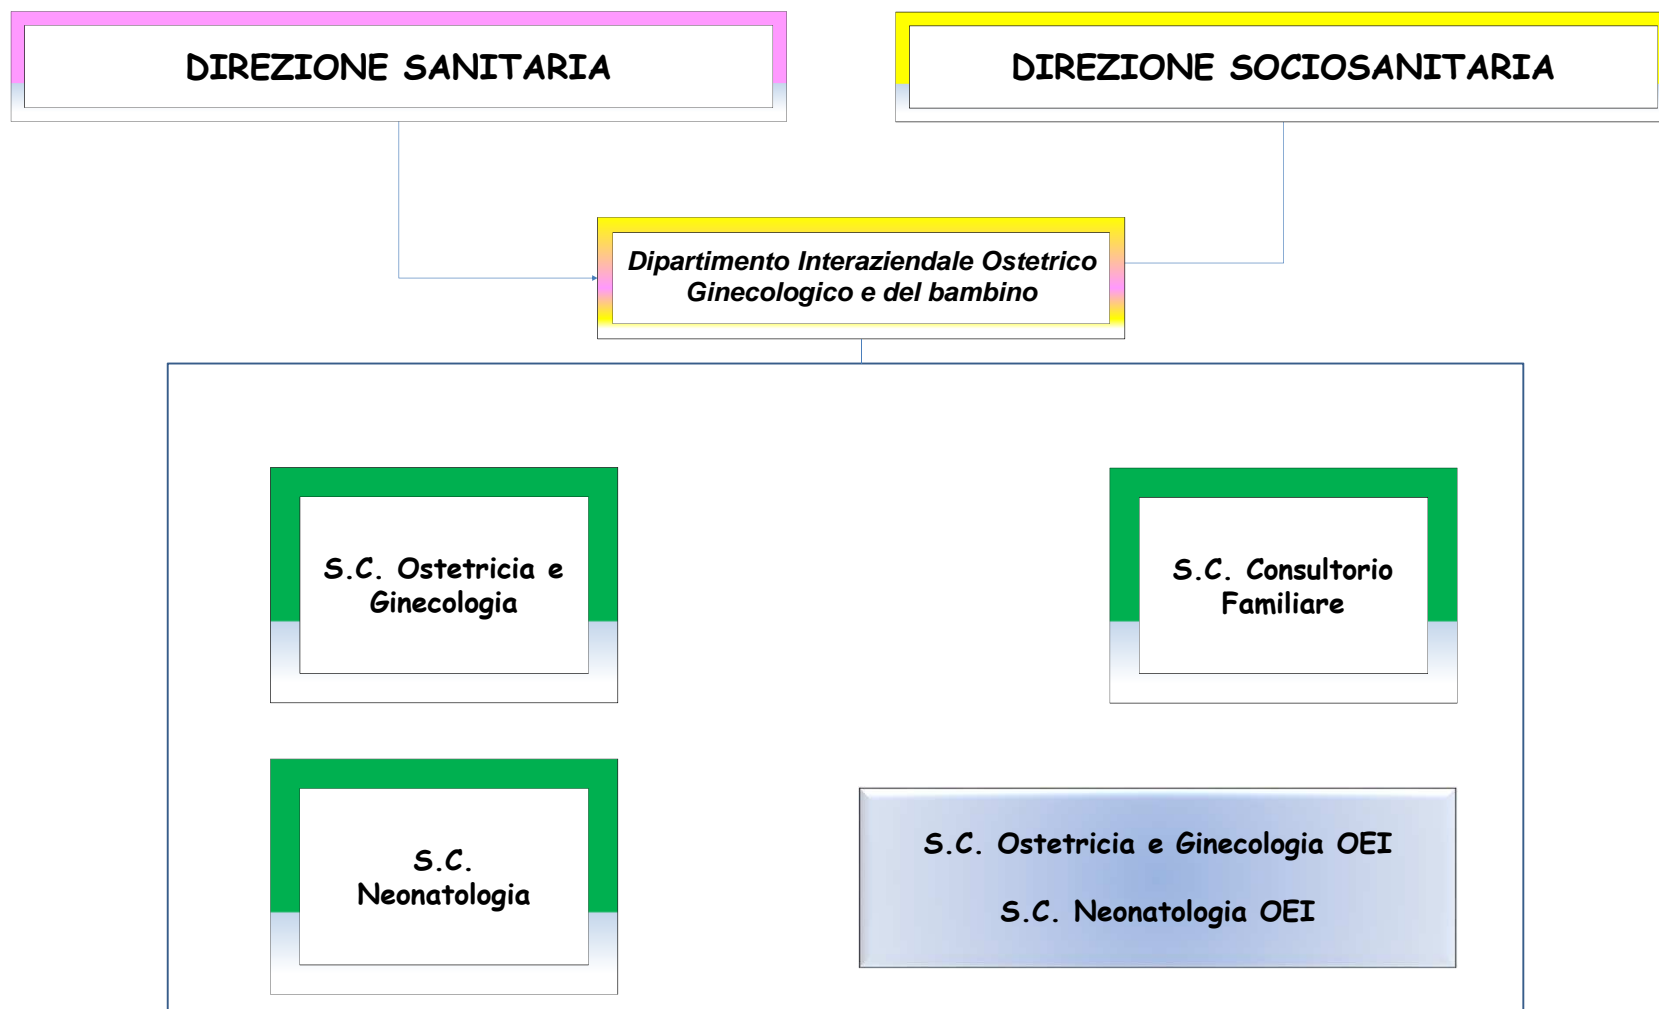 DIREZIONE SANITARIA
DIREZIONE SOCIOSANITARIA
Dipartimento Interaziendale Ostetrico
Ginecologico e del bambino
S.C. Ostetricia e
Ginecologia
S.C. Consultorio
Familiare
S.C.
Neonatologia
S.C. Ostetricia e Ginecologia OEI
S.C. Neonatologia OEI